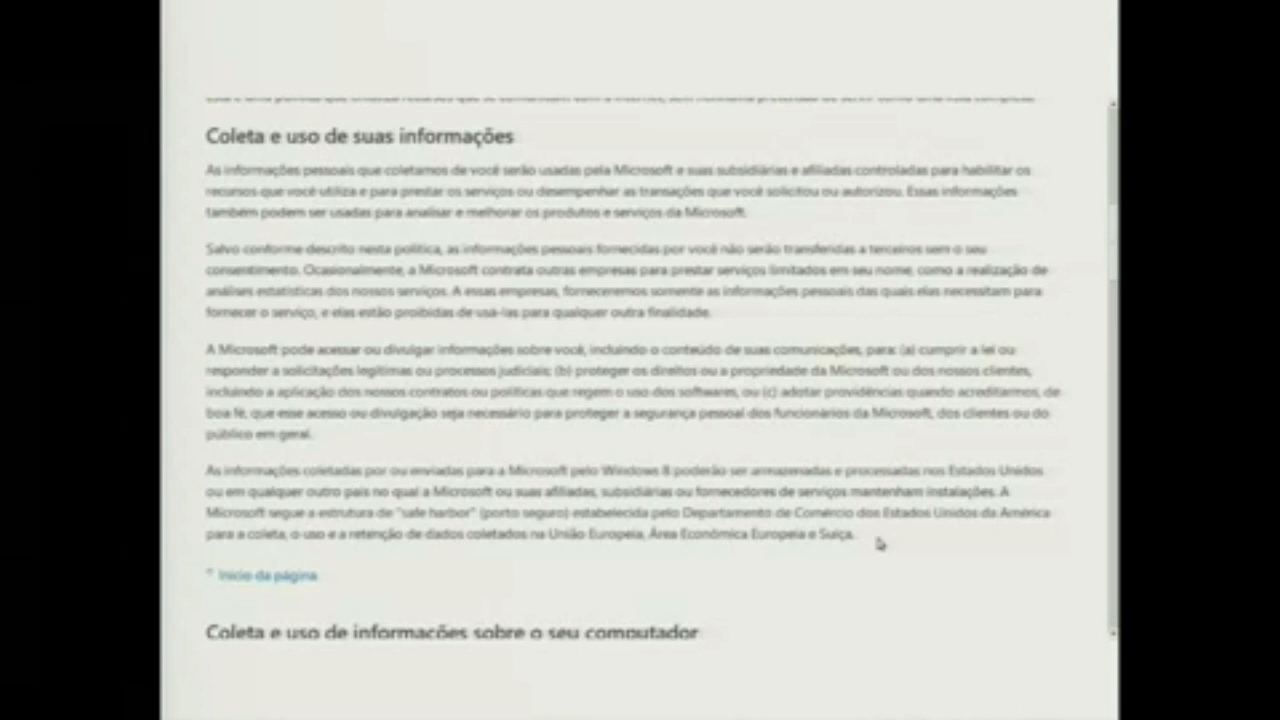 Coleta e uso de suas informações
As informações pessoais que coletamos de você serão usadas pela Microsoft e suas subsidiárias e afiliadas controladas para habilitar os
recursos que você utiliza e para prestar os serviços ou desempenhar as transações que você solicitou ou autorizou. Essas informações
também podem ser usadas para analisar e melhorar os produtos e serviços da Microsoft.
Salvo conforme descrito nesta política, as informações pessoais fornecidas por você não serão transferidas a terceiros sem o seu
consentimento. Ocasionalmente, a Microsoft contrata outras empresas para prestar serviços limitados em seu nome, como a realização de
análises estatísticas dos nossos serviços. A essas empresas, forneceremos somente as informações pessoais das quais elas necessitam para
fornecer o serviço, e elas estão proibidas de usá-las para qualquer outra finalidade.
A Microsoft pode acessar ou divulgar informações sobre você, incluindo o conteúdo de suas comunicações, para: (a) cumprir a lei ou
responder a solicitações legítimas ou processos judiciais; (b) proteger os direitos ou a propriedade da Microsoft ou dos nossos clientes,
incluindo a aplicação dos nossos contratos ou políticas que regem o uso dos softwares, ou (c) adotar providências quando acreditarmos, de
boa fé, que esse acesso ou divulgação seja necessário para proteger a segurança pessoal dos funcionários da Microsoft, dos clientes ou do
público em geral.
As informações coletadas por ou enviadas para a Microsoft pelo Windows 8 poderão ser armazenadas e processadas nos Estados Unidos
ou em qualquer outro país no qual a Microsoft ou suas afiliadas, subsidiárias ou fornecedores de serviços mantenham instalações. A
Microsoft segue a estrutura de "safe harbor" (porto seguro) estabelecida pelo Departamento de Comércio dos Estados Unidos da América
para a coleta, o uso e a retenção de dados coletados na União Europeia, Área Econômica Europeia e Suíça.
Início da página
Coleta e uso de informações sobre o seu computador